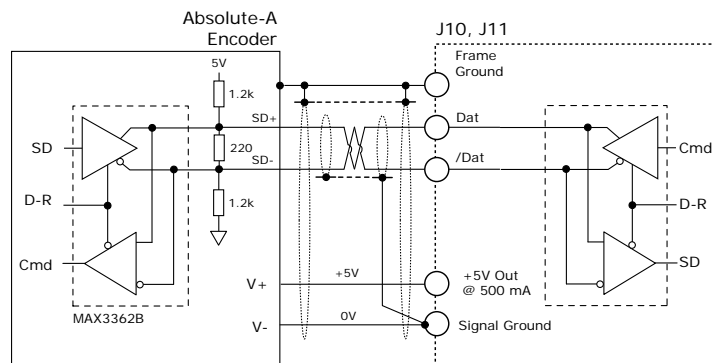 Absolute-A
Encoder
J10, J11
5V
1.2k
SD+
220
SD-
1.2k
SD
D-R
Cmd
MAX3362B
V+
+5V
V-
0V
Frame
Ground
Dat
/Dat
+5V Out
@ 500 mA
Signal Ground
Cmd
D-R
SD